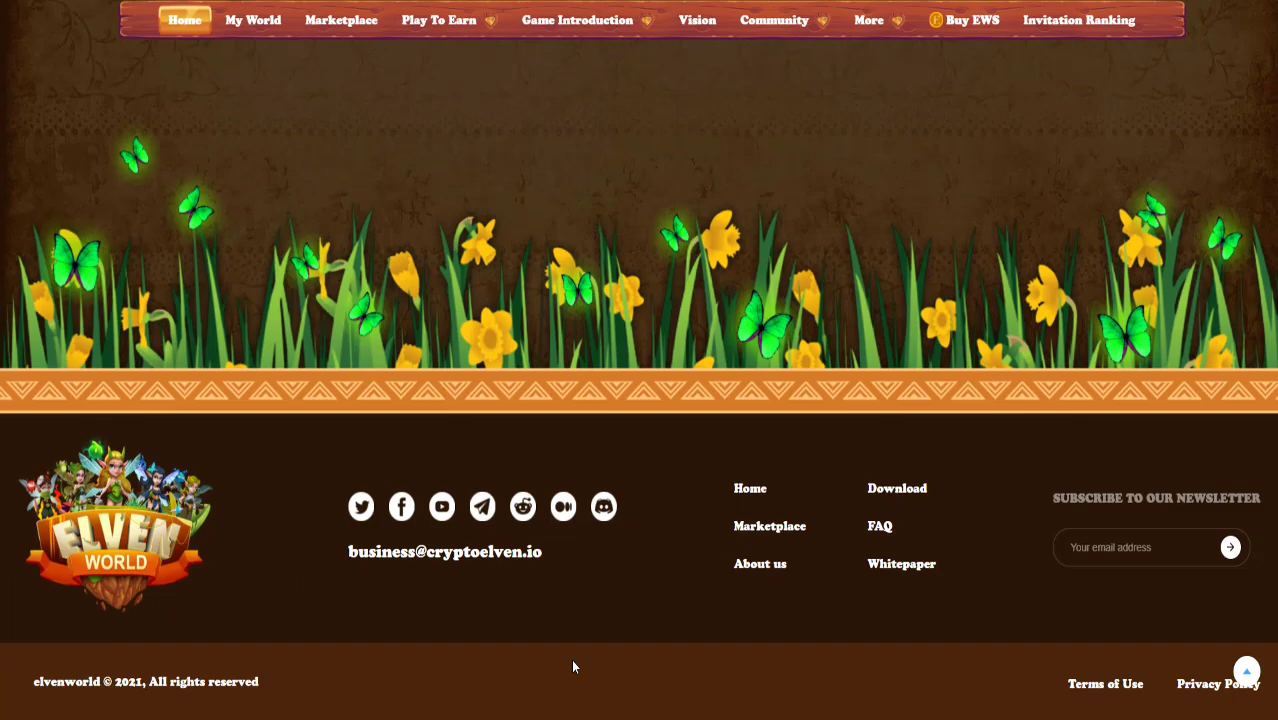 Home My World Marketplace Play To Earn Game Introduction Vision Community More Buy EWS Invitation Ranking
ELVEN
WORLD
business@cryptoelven.io
Home Download
Marketplace FAQ
About us Whitepaper
SUBSCRIBE TO OUR NEWSLETTER
Your email address
elvenworld © 2021, All rights reserved
Terms of Use Privacy Policy